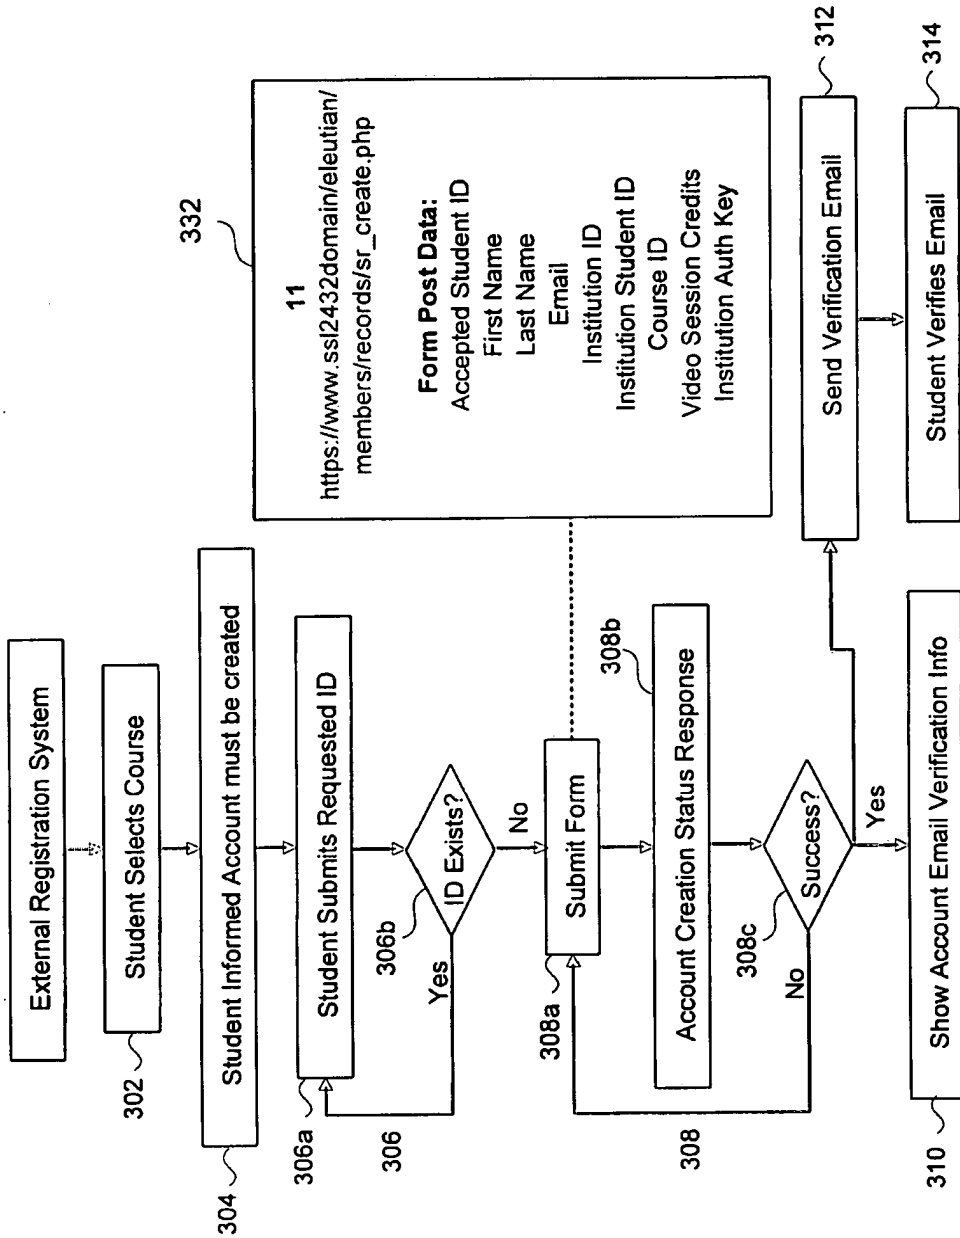 External Registration System
Student Selects Course
302
Student Informed Account must be created
304
Student Submits Requested ID
306a
ID Exists?
306b
Yes
306
No
Submit Form
308a
Account Creation Status Response
308b
Success?
308c
No
308
Yes
Show Account Email Verification Info
310
332
11
https://www.ssl2432domain/eleutian/
members/records/sr_create.php
Form Post Data:
Accepted Student ID
First Name
Last Name
Email
Institution ID
Institution Student ID
Course ID
Video Session Credits
Institution Auth Key
Send Verification Email
312
Student Verifies Email
314